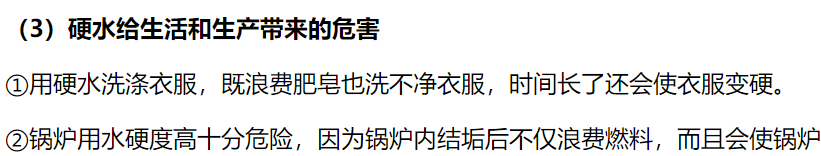 （3）硬水给生活和生产带来的危害
①用硬水洗涤衣服，既浪费肥皂也洗不净衣服，时间长了还会使衣服变硬。
②锅炉用水硬度高十分危险，因为锅炉内结垢后不仅浪费燃料，而且会使锅炉